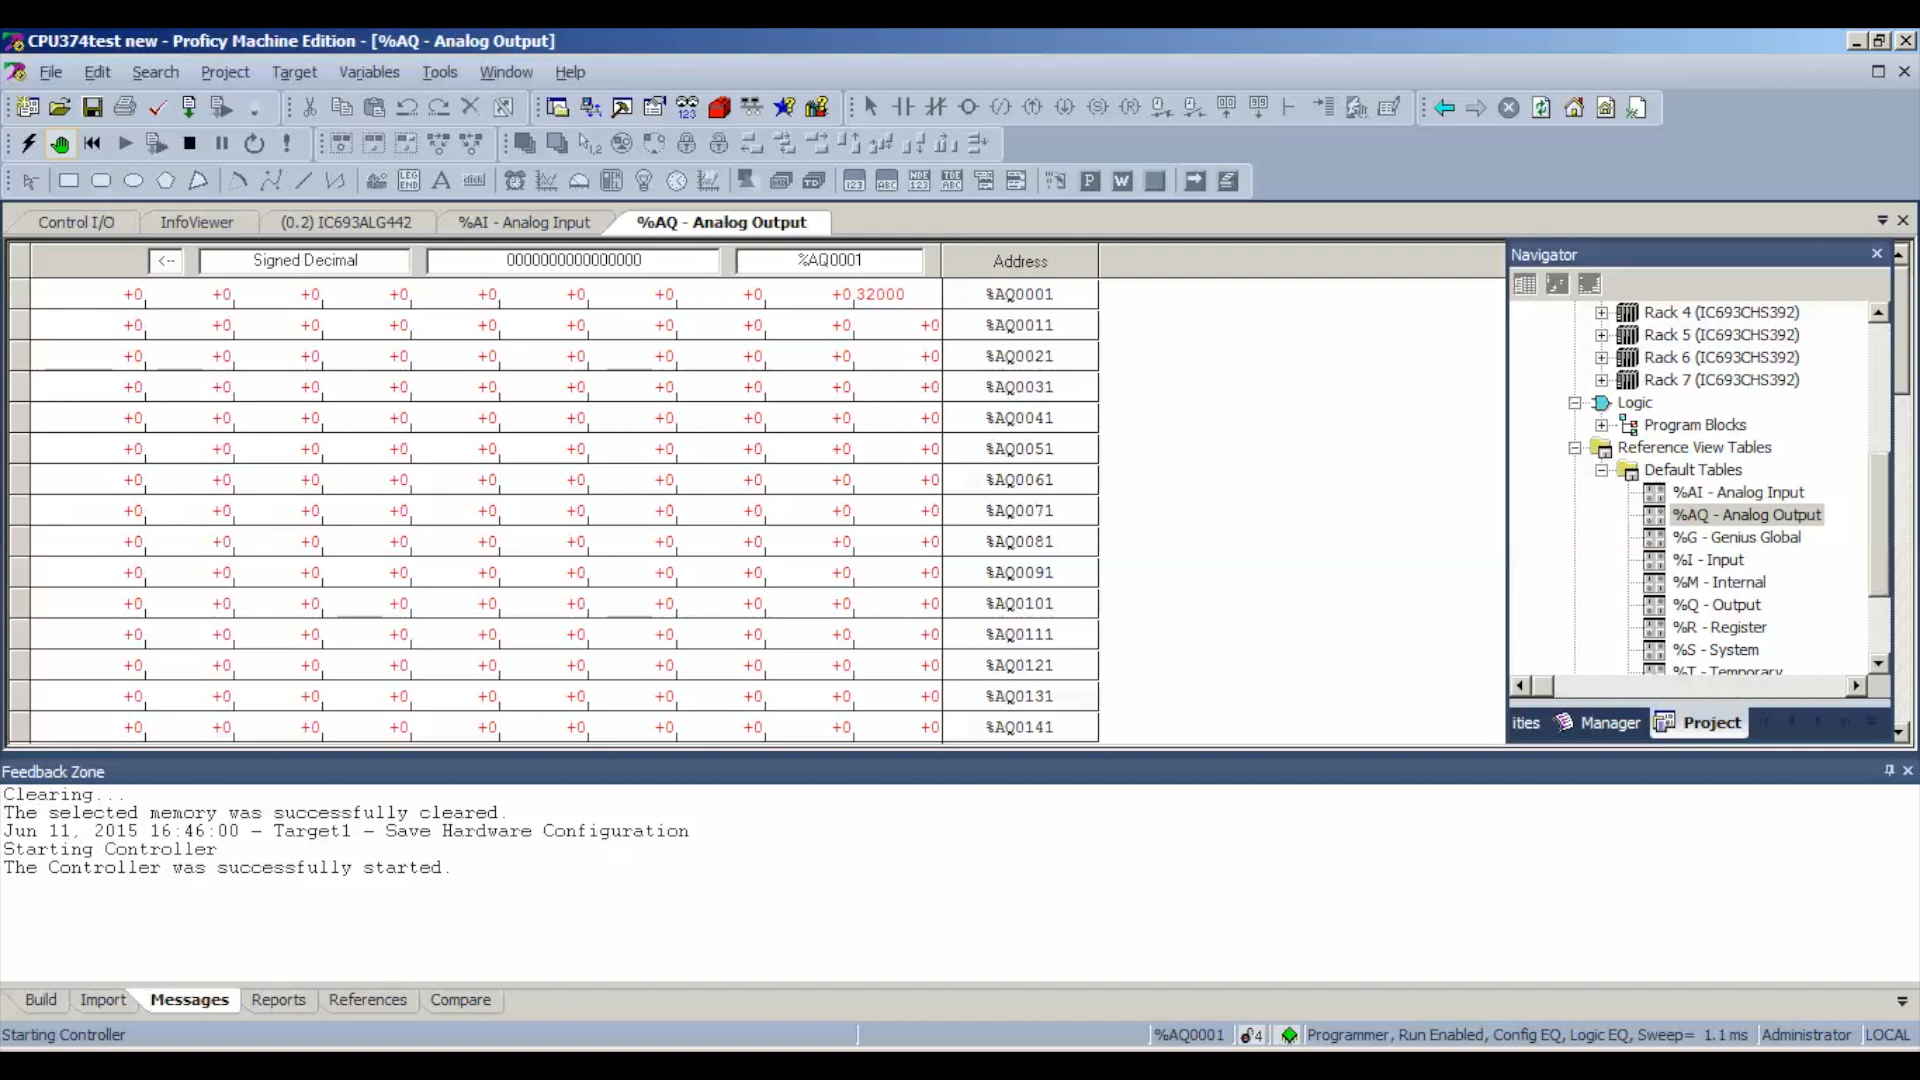 CPU374test new - Proficy Machine Edition - [%AQ - Analog Output]
File Edit Search Project Target Variables Tools Window Help
Control I/O InfoViewer (0.2) IC693ALG442 %AI - Analog Input %AQ - Analog Output
<-- Signed Decimal 0000000000000000 %AQ0001 Address
+0 +0 +0 +0 +0 +0 +0 +0 +0 32000 %AQ0001
+0 +0 +0 +0 +0 +0 +0 +0 +0 +0 %AQ0011
+0 +0 +0 +0 +0 +0 +0 +0 +0 +0 %AQ0021
+0 +0 +0 +0 +0 +0 +0 +0 +0 +0 %AQ0031
+0 +0 +0 +0 +0 +0 +0 +0 +0 +0 %AQ0041
+0 +0 +0 +0 +0 +0 +0 +0 +0 +0 %AQ0051
+0 +0 +0 +0 +0 +0 +0 +0 +0 +0 %AQ0061
+0 +0 +0 +0 +0 +0 +0 +0 +0 +0 %AQ0071
+0 +0 +0 +0 +0 +0 +0 +0 +0 +0 %AQ0081
+0 +0 +0 +0 +0 +0 +0 +0 +0 +0 %AQ0091
+0 +0 +0 +0 +0 +0 +0 +0 +0 +0 %AQ0101
+0 +0 +0 +0 +0 +0 +0 +0 +0 +0 %AQ0111
+0 +0 +0 +0 +0 +0 +0 +0 +0 +0 %AQ0121
+0 +0 +0 +0 +0 +0 +0 +0 +0 +0 %AQ0131
+0 +0 +0 +0 +0 +0 +0 +0 +0 +0 %AQ0141
Navigator
Rack 4 (IC693CHS392)
Rack 5 (IC693CHS392)
Rack 6 (IC693CHS392)
Rack 7 (IC693CHS392)
Logic
Program Blocks
Reference View Tables
Default Tables
%AI - Analog Input
%AQ - Analog Output
%G - Genius Global
%I - Input
%M - Internal
%Q - Output
%R - Register
%S - System
%T - Temporary
ities Manager Project
Feedback Zone
Clearing...
The selected memory was successfully cleared.
Jun 11, 2015 16:46:00 - Target1 - Save Hardware Configuration
Starting Controller
The Controller was successfully started.
Build Import Messages Reports References Compare
Starting Controller %AQ0001 4 Programmer, Run Enabled, Config EQ, Logic EQ, Sweep= 1.1 ms Administrator LOCAL